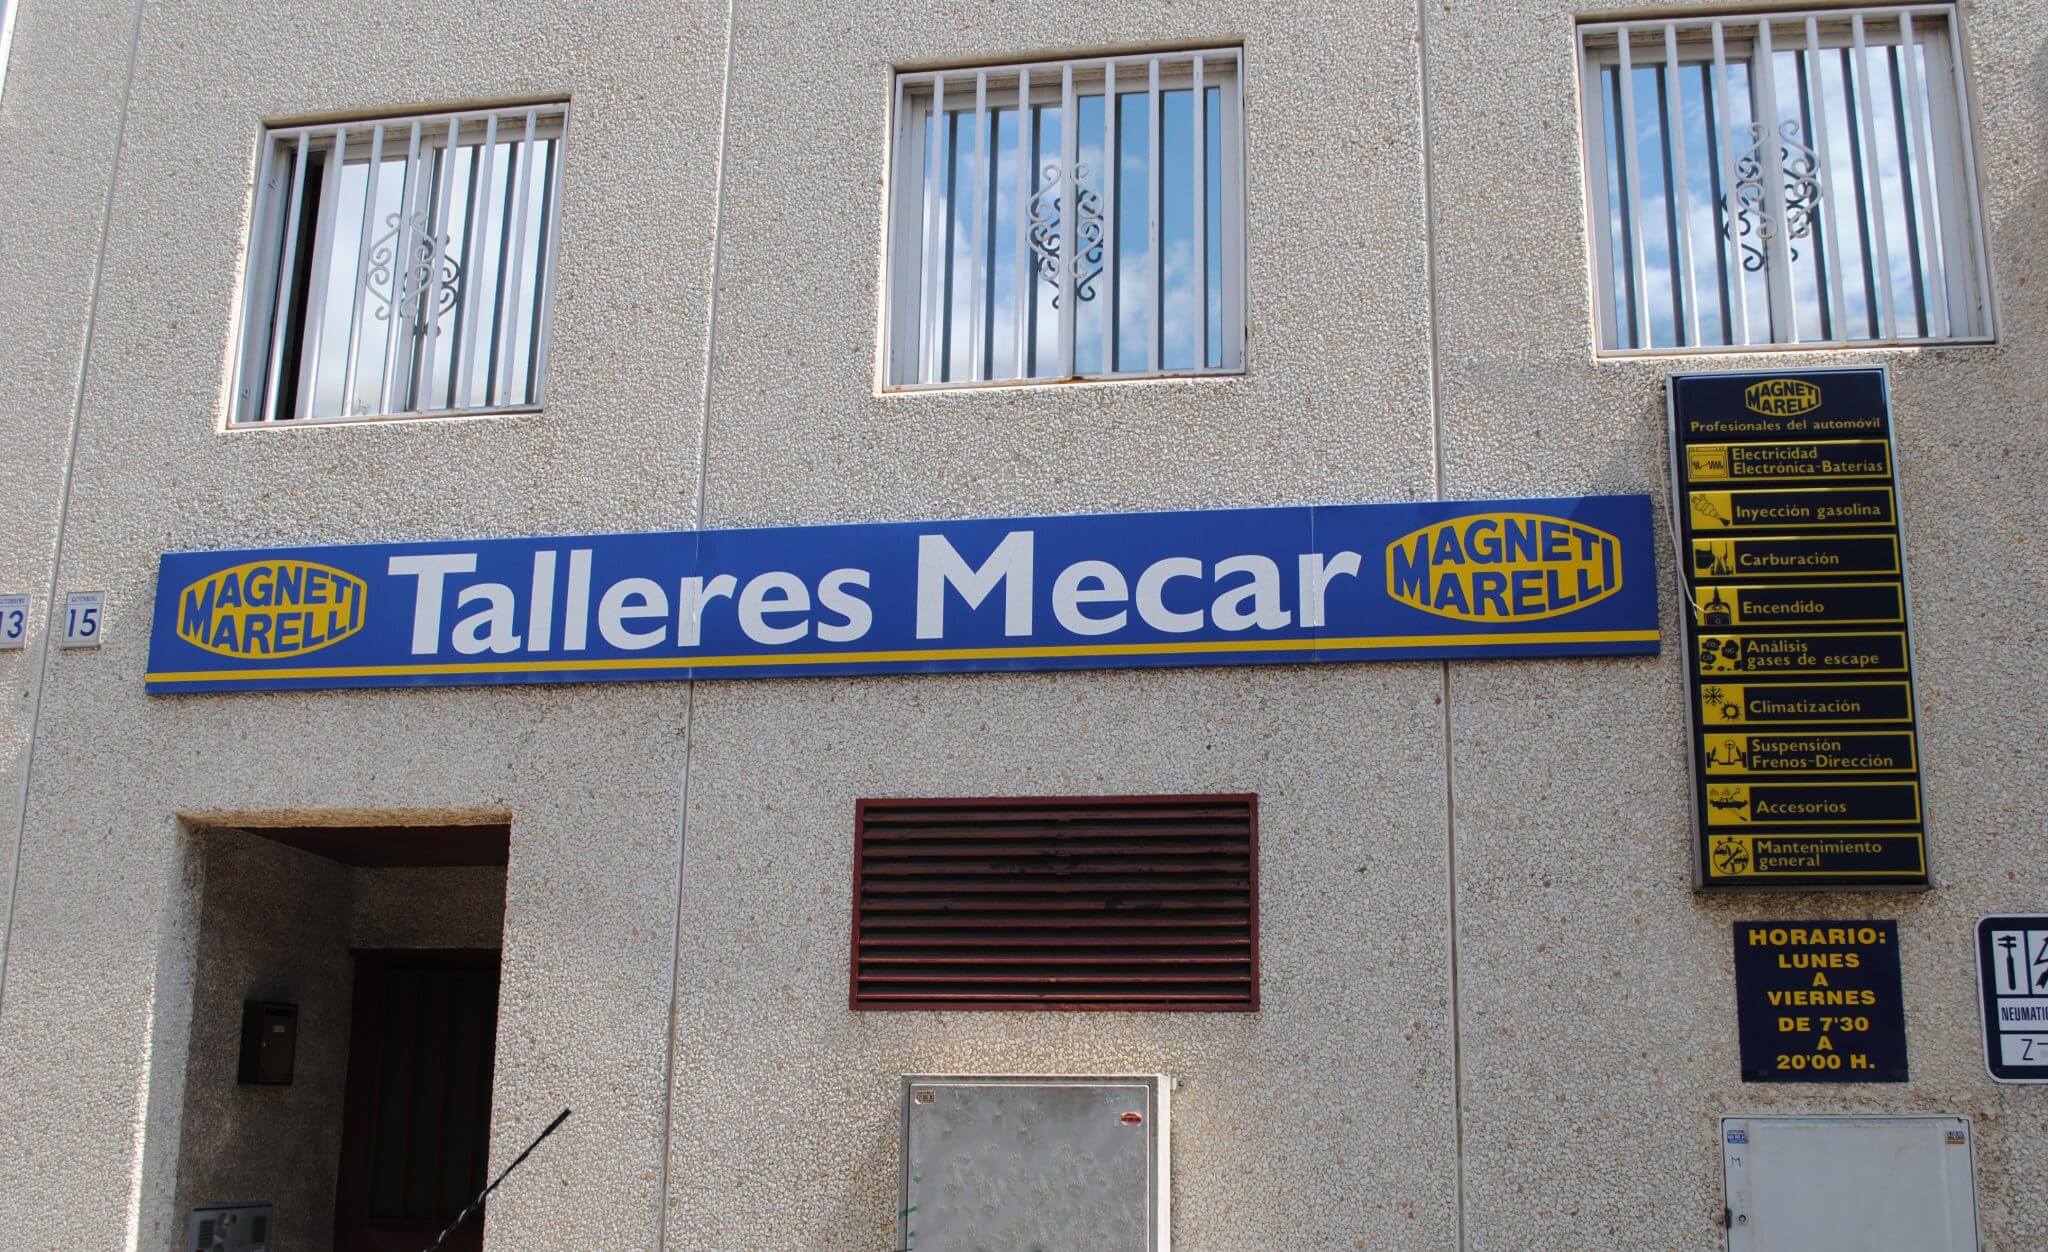 MAGNETI
MARELLI
Talleres Mecar
MAGNETI
MARELLI
13
15
MAGNETI
MARELLI
Profesionales del automóvil
Electricidad
Electrónica-Baterías
Inyección gasolina
Carburación
Encendido
Análisis
gases de escape
Climatización
Suspensión
Frenos-Dirección
Accesorios
Mantenimiento
general
HORARIO:
LUNES
A
VIERNES
DE 7'30
A
20'00 H.
NEUMATIC
Z
M